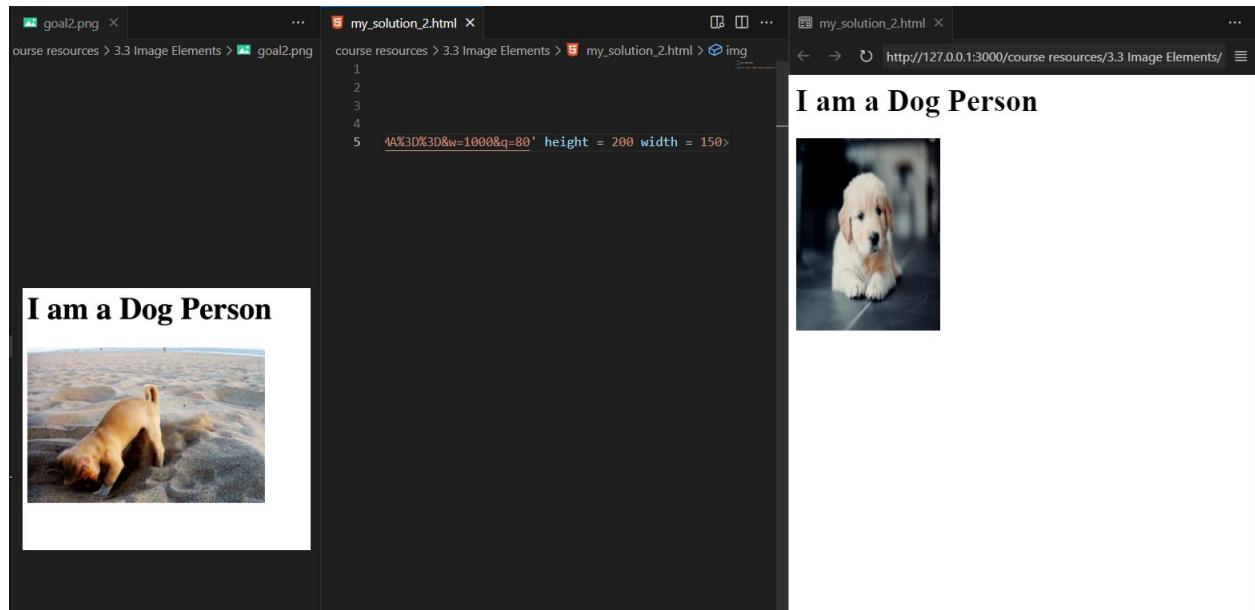 goal2.png
ourse resources > 3.3 Image Elements > goal2.png
I am a Dog Person
my_solution_2.html
course resources > 3.3 Image Elements > my_solution_2.html > img
1
2
3
4
5 MA%3D%3D&w=1000&q=80' height = 200 width = 150>
my_solution_2.html
http://127.0.0.1:3000/course resources/3.3 Image Elements/
I am a Dog Person